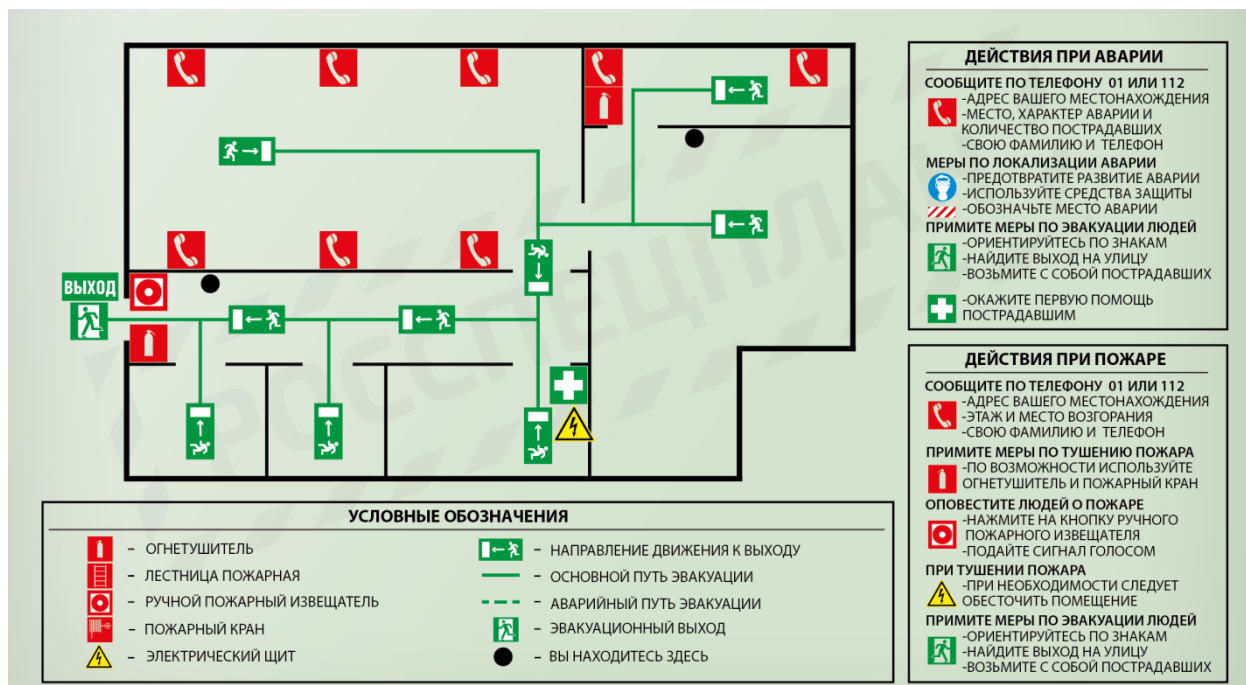 ВЫХОД
ДЕЙСТВИЯ ПРИ АВАРИИ
СООБЩИТЕ ПО ТЕЛЕФОНУ 01 ИЛИ 112
-АДРЕС ВАШЕГО МЕСТОНАХОЖДЕНИЯ
-МЕСТО, ХАРАКТЕР АВАРИИ И
КОЛИЧЕСТВО ПОСТРАДАВШИХ
-СВОЮ ФАМИЛИЮ И ТЕЛЕФОН
МЕРЫ ПО ЛОКАЛИЗАЦИИ АВАРИИ
-ПРЕДОТВРАТИТЕ РАЗВИТИЕ АВАРИИ
-ИСПОЛЬЗУЙТЕ СРЕДСТВА ЗАЩИТЫ
-ОБОЗНАЧЬТЕ МЕСТО АВАРИИ
ПРИМИТЕ МЕРЫ ПО ЭВАКУАЦИИ ЛЮДЕЙ
-ОРИЕНТИРУЙТЕСЬ ПО ЗНАКАМ
-НАЙДИТЕ ВЫХОД НА УЛИЦУ
-ВОЗЬМИТЕ С СОБОЙ ПОСТРАДАВШИХ
-ОКАЖИТЕ ПЕРВУЮ ПОМОЩЬ
ПОСТРАДАВШИМ
ДЕЙСТВИЯ ПРИ ПОЖАРЕ
СООБЩИТЕ ПО ТЕЛЕФОНУ 01 ИЛИ 112
-АДРЕС ВАШЕГО МЕСТОНАХОЖДЕНИЯ
-ЭТАЖ И МЕСТО ВОЗГОРАНИЯ
-СВОЮ ФАМИЛИЮ И ТЕЛЕФОН
ПРИМИТЕ МЕРЫ ПО ТУШЕНИЮ ПОЖАРА
-ПО ВОЗМОЖНОСТИ ИСПОЛЬЗУЙТЕ
ОГНЕТУШИТЕЛЬ И ПОЖАРНЫЙ КРАН
ОПОВЕСТИТЕ ЛЮДЕЙ О ПОЖАРЕ
-НАЖМИТЕ НА КНОПКУ РУЧНОГО
ПОЖАРНОГО ИЗВЕЩАТЕЛЯ
-ПОДАЙТЕ СИГНАЛ ГОЛОСОМ
ПРИ ТУШЕНИИ ПОЖАРА
-ПРИ НЕОБХОДИМОСТИ СЛЕДУЕТ
ОБЕСТОЧИТЬ ПОМЕЩЕНИЕ
ПРИМИТЕ МЕРЫ ПО ЭВАКУАЦИИ ЛЮДЕЙ
-ОРИЕНТИРУЙТЕСЬ ПО ЗНАКАМ
-НАЙДИТЕ ВЫХОД НА УЛИЦУ
-ВОЗЬМИТЕ С СОБОЙ ПОСТРАДАВШИХ
УСЛОВНЫЕ ОБОЗНАЧЕНИЯ
– ОГНЕТУШИТЕЛЬ
– ЛЕСТНИЦА ПОЖАРНАЯ
– РУЧНОЙ ПОЖАРНЫЙ ИЗВЕЩАТЕЛЬ
– ПОЖАРНЫЙ КРАН
– ЭЛЕКТРИЧЕСКИЙ ЩИТ
– НАПРАВЛЕНИЕ ДВИЖЕНИЯ К ВЫХОДУ
– ОСНОВНОЙ ПУТЬ ЭВАКУАЦИИ
– АВАРИЙНЫЙ ПУТЬ ЭВАКУАЦИИ
– ЭВАКУАЦИОННЫЙ ВЫХОД
– ВЫ НАХОДИТЕСЬ ЗДЕСЬ
РОССПЕЦПЛАКАТ